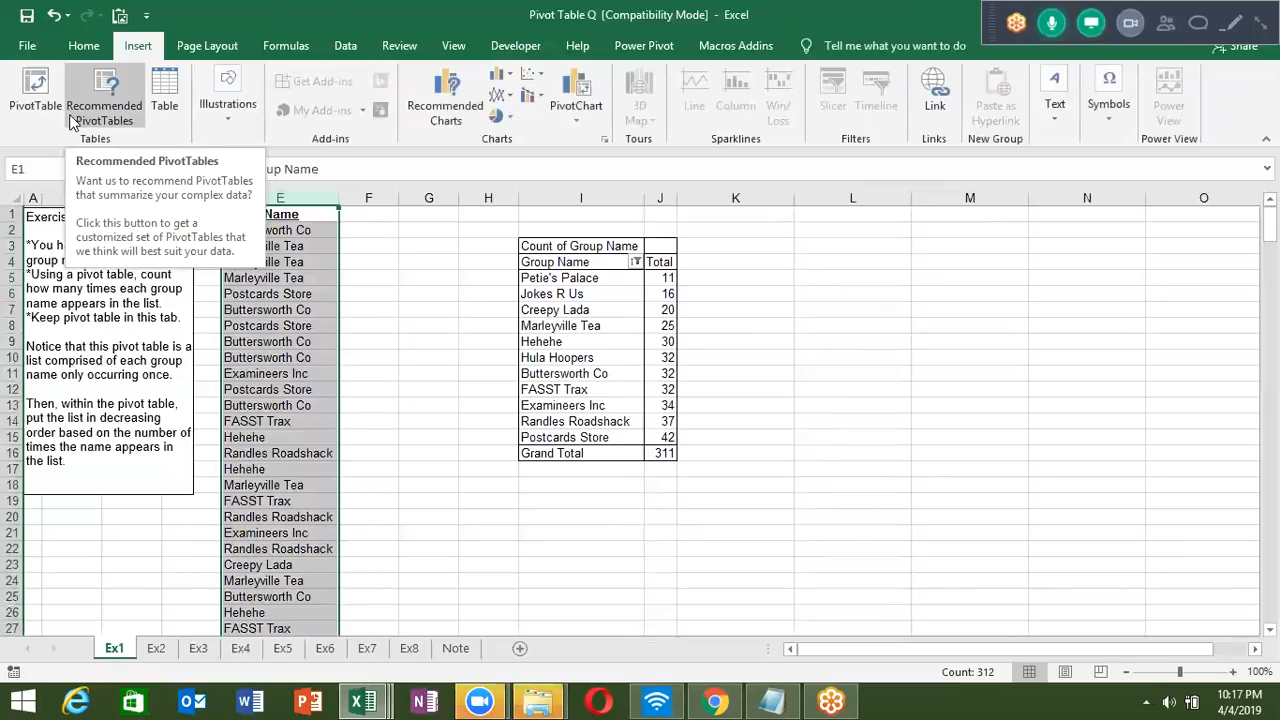 Pivot Table Q [Compatibility Mode] - Excel
File Home Insert Page Layout Formulas Data Review View Developer Help Power Pivot Macros Addins Tell me what you want to do Share
PivotTable
Recommended
PivotTables
Table
Tables
Illustrations
Get Add-ins
My Add-ins
Add-ins
Recommended
Charts
PivotChart
Charts
3D
Map
Tours
Line
Column
Win/
Loss
Sparklines
Slicer
Timeline
Filters
Link
Links
Paste as
Hyperlink
New Group
Text
Symbols
Power
View
Power View
E1
up Name
Recommended PivotTables
Want us to recommend PivotTables
that summarize your complex data?
Click this button to get a
customized set of PivotTables that
we think will best suit your data.
A E F G H I J K L M N O
1 Exercis Name
2 worth Co
3 ville Tea Count of Group Name
4 ville Tea Group Name Total
5 Marleyville Tea Petie's Palace 11
6 Postcards Store Jokes R Us 16
7 Buttersworth Co Creepy Lada 20
8 Postcards Store Marleyville Tea 25
9 Buttersworth Co Hehehe 30
10 Buttersworth Co Hula Hoopers 32
11 Examineers Inc Buttersworth Co 32
12 Postcards Store FASST Trax 32
13 Buttersworth Co Examineers Inc 34
14 FASST Trax Randles Roadshack 37
15 Hehehe Postcards Store 42
16 Randles Roadshack Grand Total 311
17 Hehehe
18 Marleyville Tea
19 FASST Trax
20 Randles Roadshack
21 Examineers Inc
22 Randles Roadshack
23 Creepy Lada
24 Marleyville Tea
25 Buttersworth Co
26 Hehehe
27 FASST Trax
*You h
group n
*Using a pivot table, count
how many times each group
name appears in the list.
*Keep pivot table in this tab.
Notice that this pivot table is a
list comprised of each group
name only occurring once.
Then, within the pivot table,
put the list in decreasing
order based on the number of
times the name appears in
the list.
Ex1 Ex2 Ex3 Ex4 Ex5 Ex6 Ex7 Ex8 Note
Count: 312 100%
10:17 PM
4/4/2019